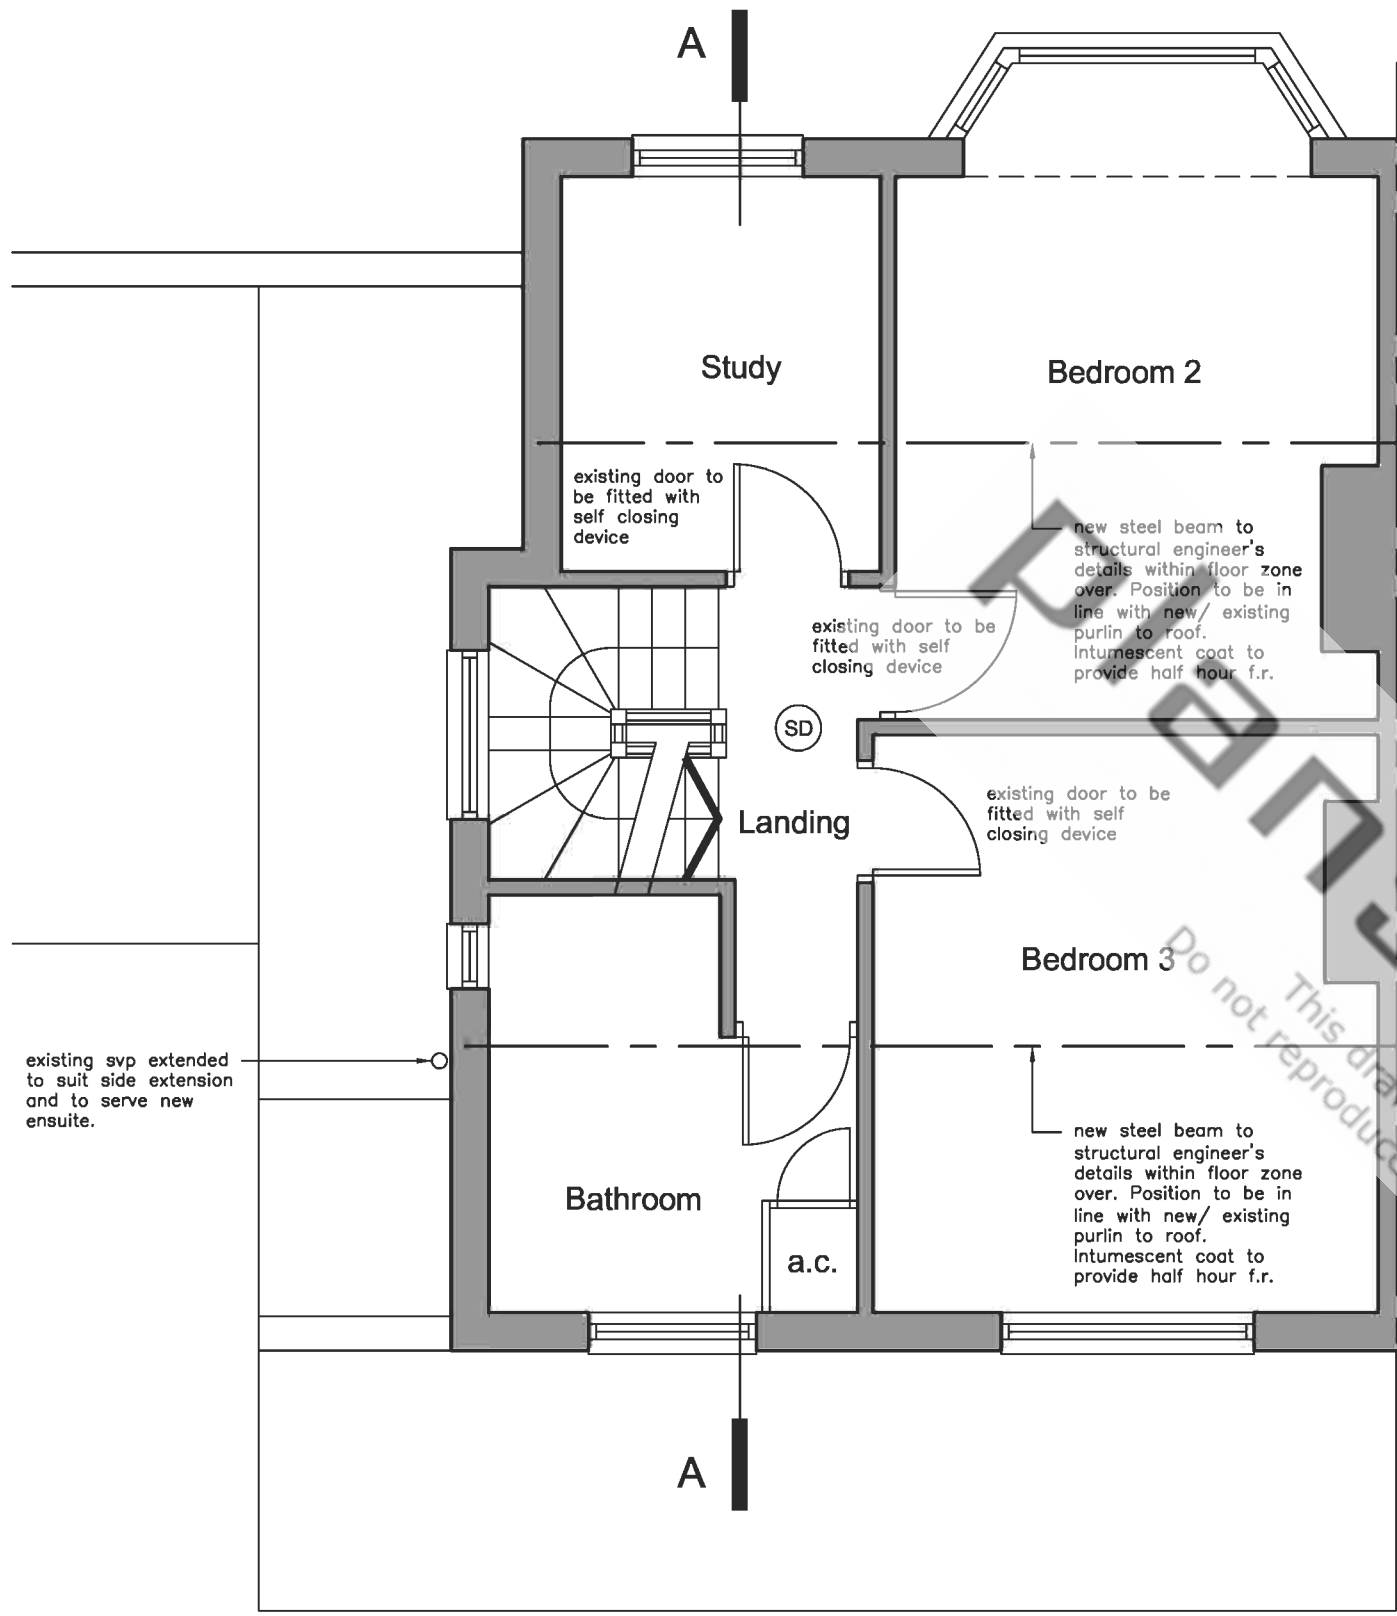 A
Study
Bedroom 2
existing door to
be fitted with
self closing
device
new steel beam to
structural engineer's
details within floor zone
over. Position to be in
line with new/ existing
purlin to roof.
Intumescent coat to
provide half hour f.r.
existing door to be
fitted with self
closing device
SD
Landing
existing door to be
fitted with self
closing device
Bedroom 3
existing svp extended
to suit side extension
and to serve new
ensuite.
new steel beam to
structural engineer's
details within floor zone
over. Position to be in
line with new/ existing
purlin to roof.
Intumescent coat to
provide half hour f.r.
Bathroom
a.c.
A
Plans
This
Do not